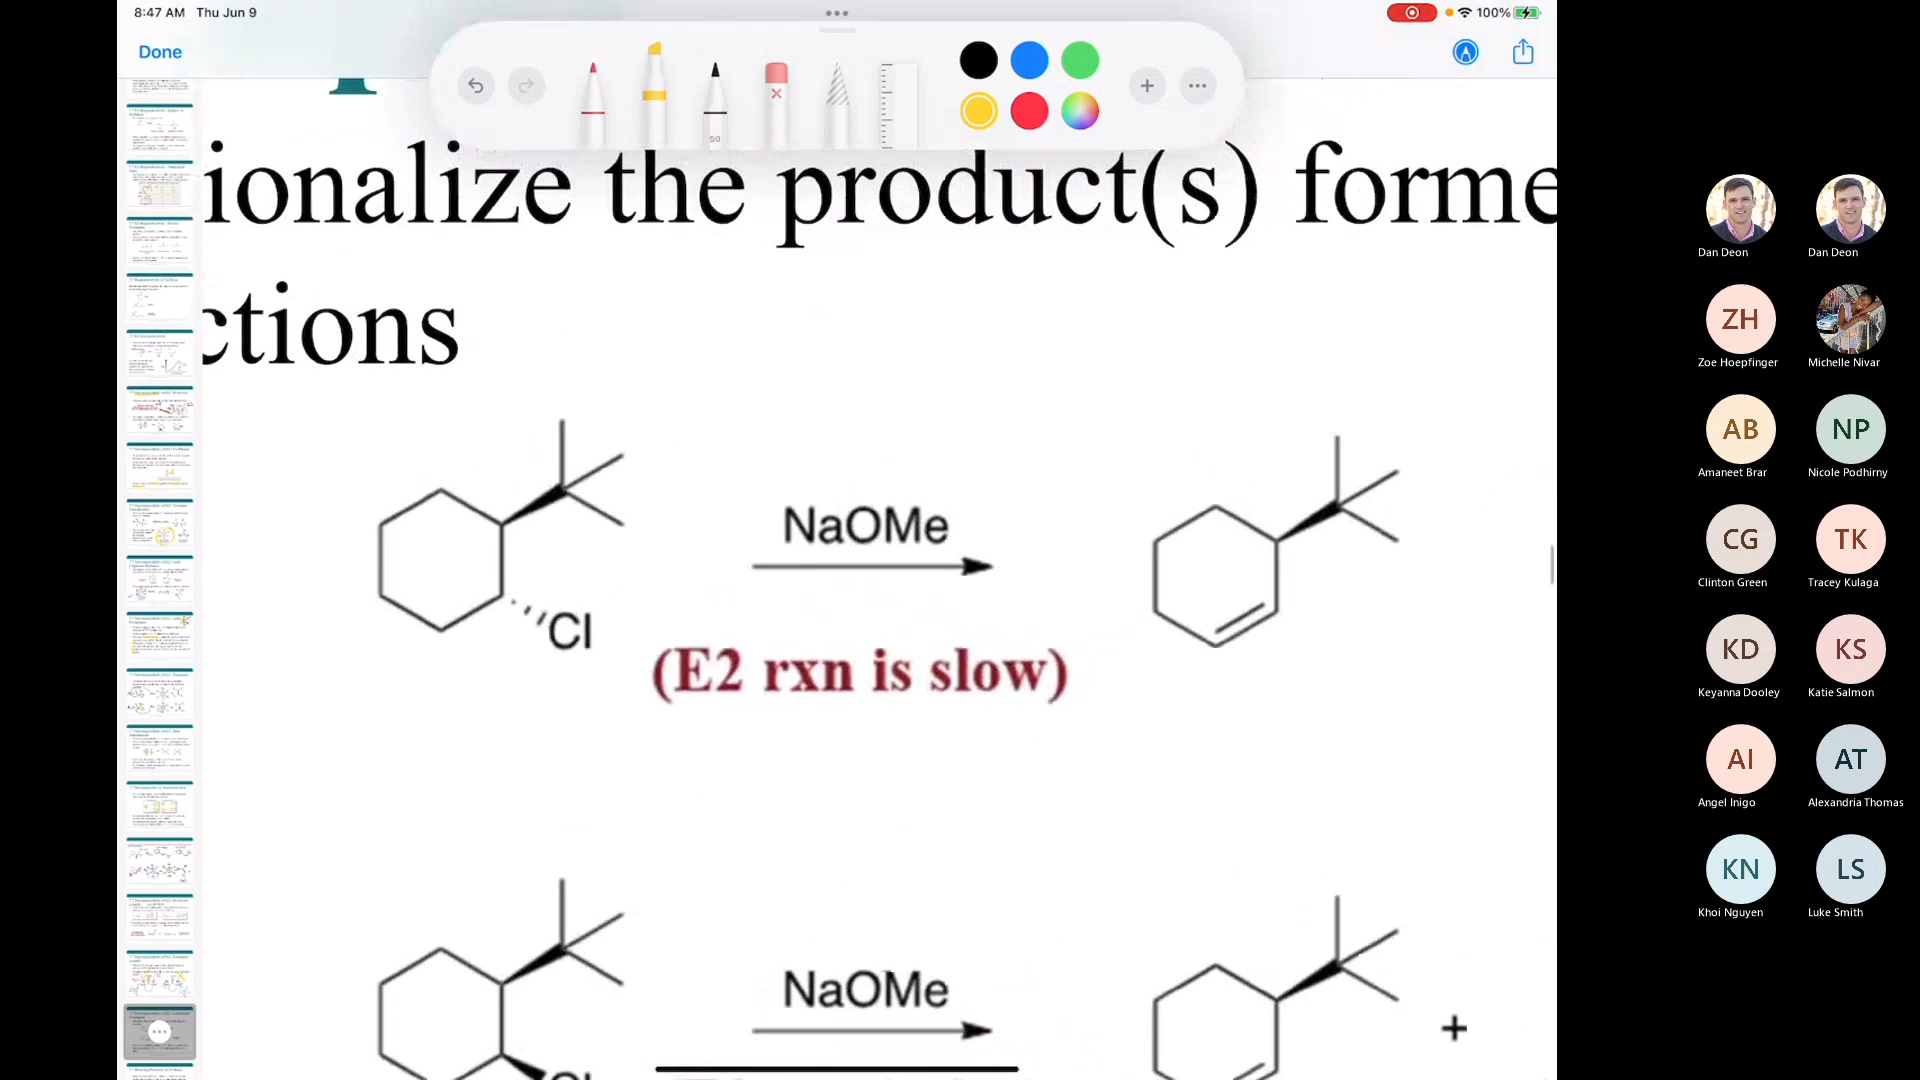 8:47 AM Thu Jun 9
100%
Done
50
ionalize the product(s) forme
ctions
NaOMe
Cl
(E2 rxn is slow)
NaOMe
+
Dan Deon
Dan Deon
ZH
Zoe Hoepfinger
Michelle Nivar
AB
Amaneet Brar
NP
Nicole Podhirny
CG
Clinton Green
TK
Tracey Kulaga
KD
Keyanna Dooley
KS
Katie Salmon
AI
Angel Inigo
AT
Alexandria Thomas
KN
Khoi Nguyen
LS
Luke Smith